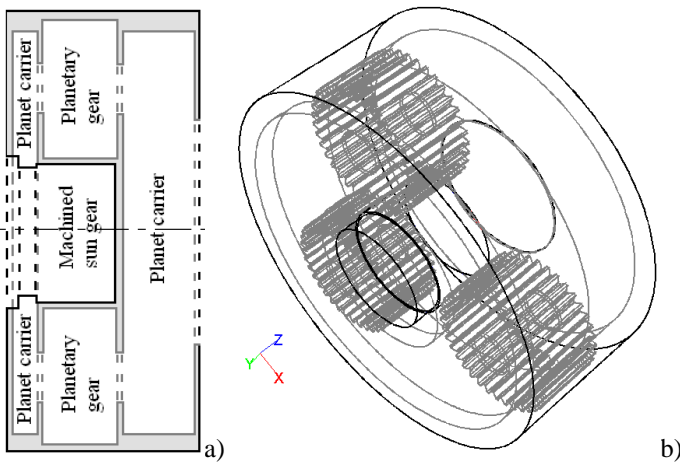 Planet carrier
Planetary
gear
Machined
sun gear
Planet carrier
Planet carrier
Planetary
gear
a)
Z
Y
X
b)